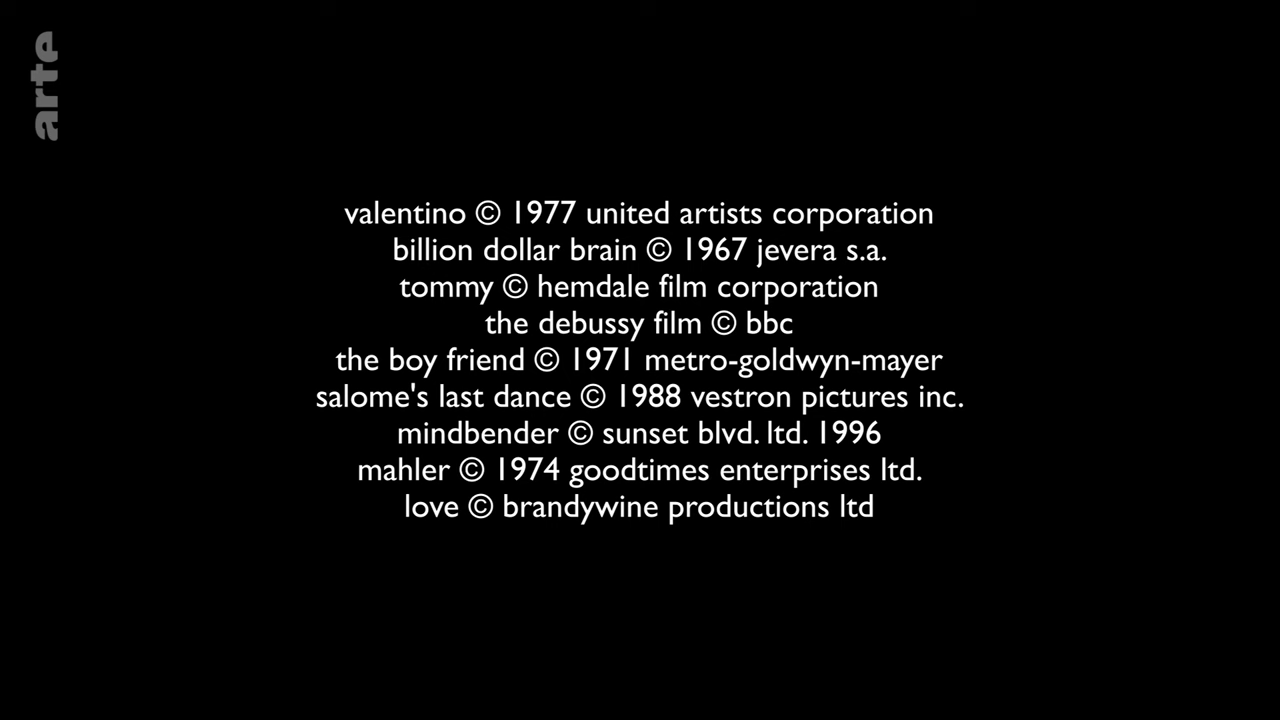 arte
valentino © 1977 united artists corporation
billion dollar brain © 1967 jevera s.a.
tommy © hemdale film corporation
the debussy film © bbc
the boy friend © 1971 metro-goldwyn-mayer
salome's last dance © 1988 vestron pictures inc.
mindbender © sunset blvd. ltd. 1996
mahler © 1974 goodtimes enterprises ltd.
love © brandywine productions ltd